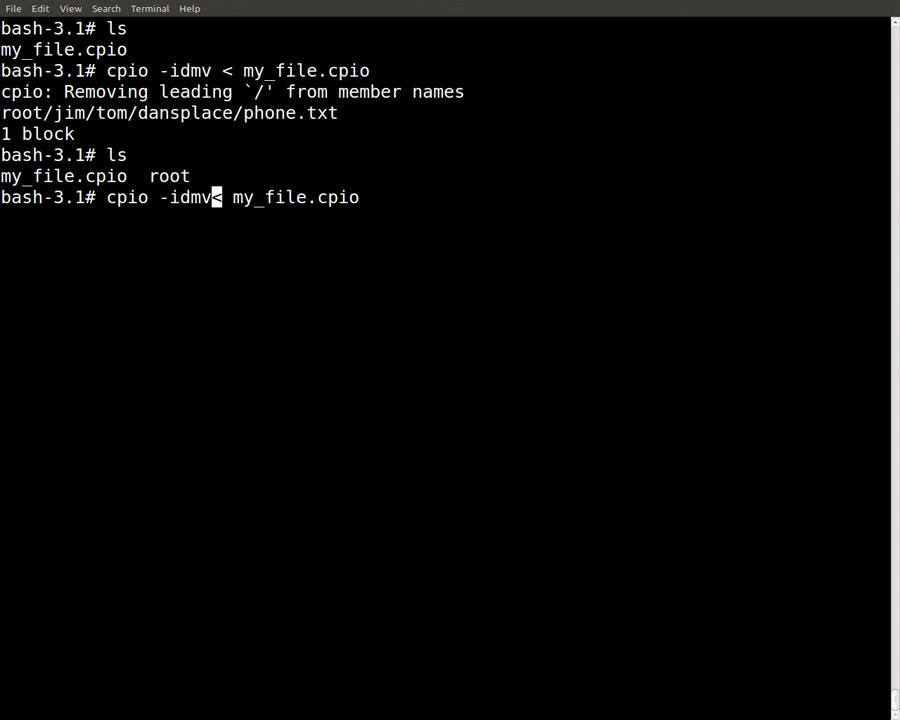 File Edit View Search Terminal Help
bash-3.1# ls
my_file.cpio
bash-3.1# cpio -idmv < my_file.cpio
cpio: Removing leading `/' from member names
root/jim/tom/dansplace/phone.txt
1 block
bash-3.1# ls
my_file.cpio  root
bash-3.1# cpio -idmv< my_file.cpio